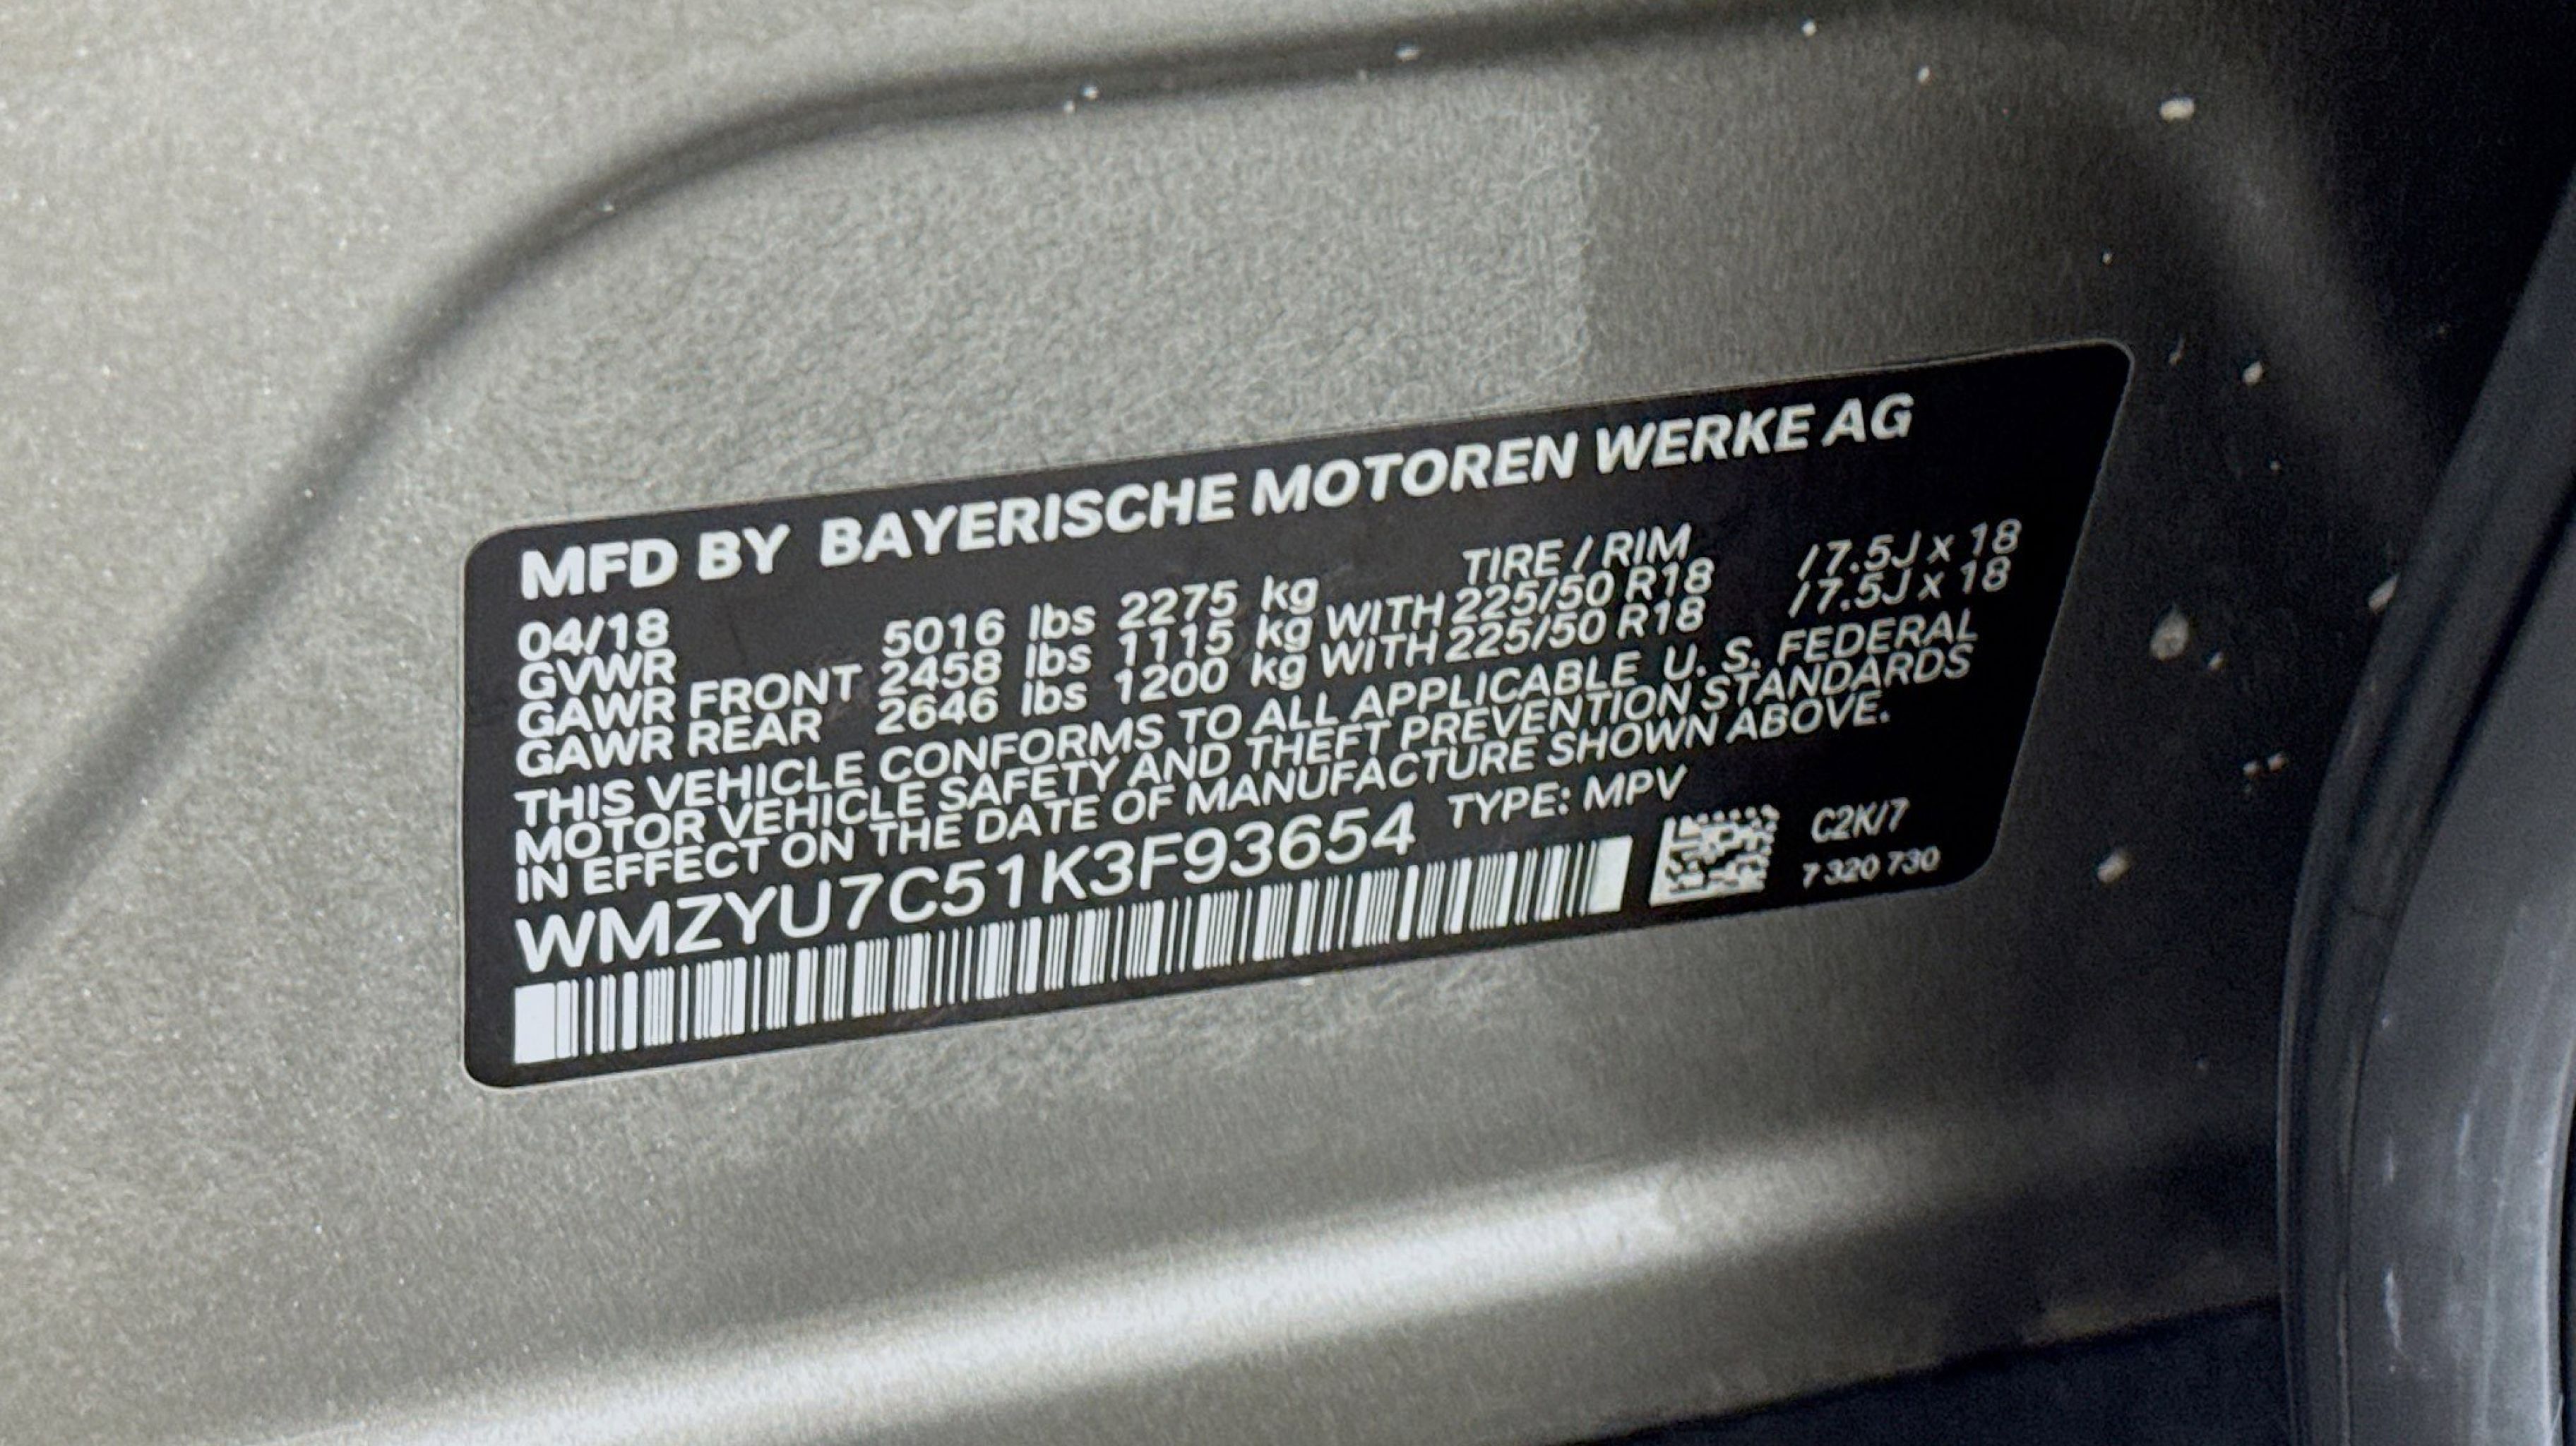 MFD BY BAYERISCHE MOTOREN WERKE AG
04/18 TIRE / RIM
GVWR 5016 lbs 2275 kg
GAWR FRONT 2458 lbs 1115 kg WITH 225/50 R18 / 7.5J x 18
GAWR REAR 2646 lbs 1200 kg WITH 225/50 R18 / 7.5J x 18
THIS VEHICLE CONFORMS TO ALL APPLICABLE U. S. FEDERAL
MOTOR VEHICLE SAFETY AND THEFT PREVENTION STANDARDS
IN EFFECT ON THE DATE OF MANUFACTURE SHOWN ABOVE.
WMZYU7C51K3F93654 TYPE: MPV
C2K/7
7 320 730